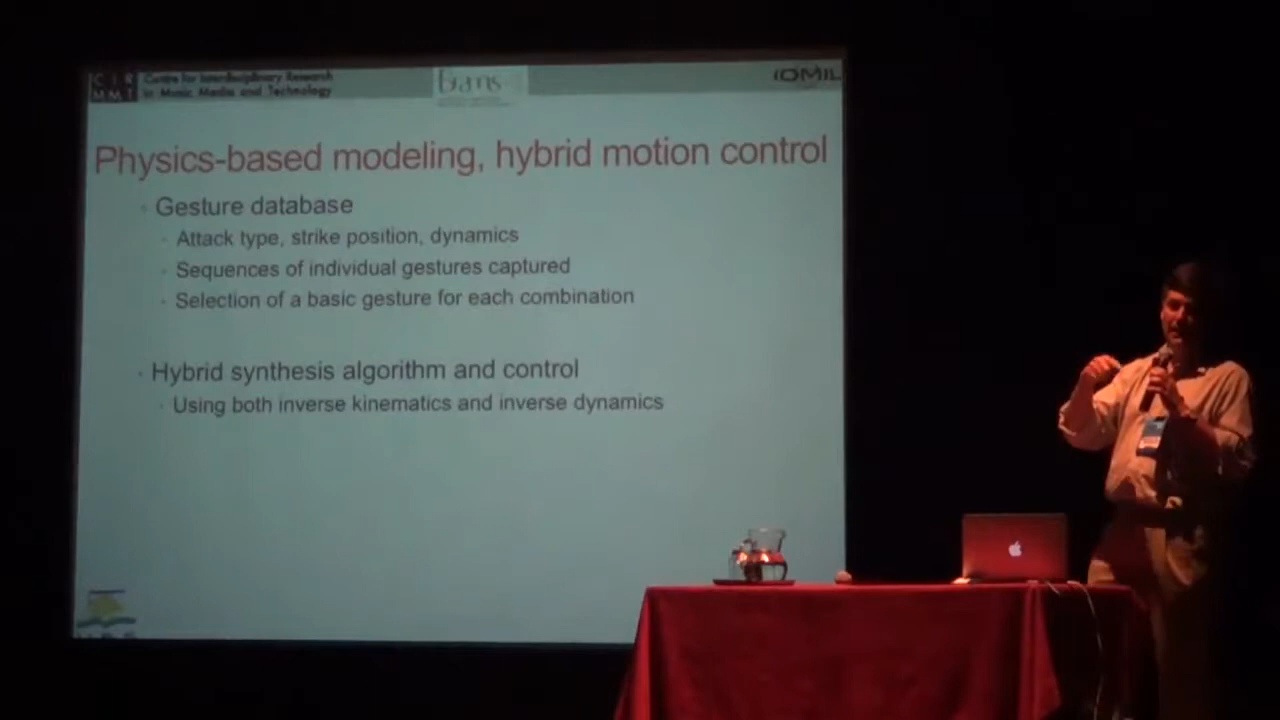 CIR
MMT
Centre for Interdisciplinary Research
in Music Media and Technology
IDMIL
Physics-based modeling, hybrid motion control
Gesture database
Attack type, strike position, dynamics
Sequences of individual gestures captured
Selection of a basic gesture for each combination
Hybrid synthesis algorithm and control
Using both inverse kinematics and inverse dynamics